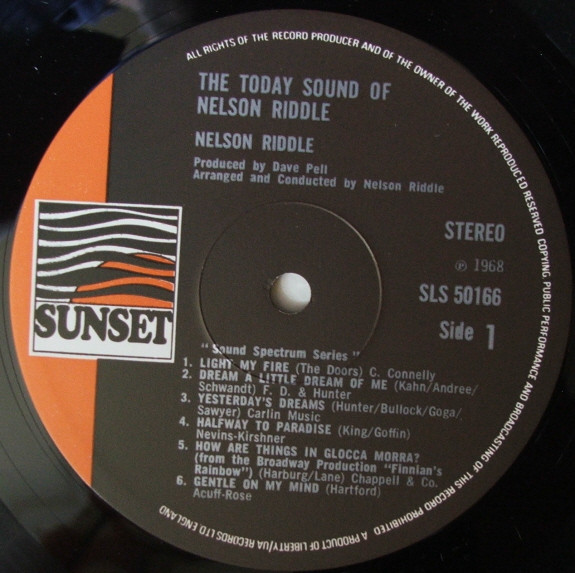 ALL RIGHTS OF THE RECORD PRODUCER AND OF THE OWNER OF THE WORK REPRODUCED RESERVED COPYING, PUBLIC PERFORMANCE AND BROADCASTING OF THIS RECORD PROHIBITED. A PRODUCT OF LIBERTY/UA RECORDS LTD ENGLAND
THE TODAY SOUND OF
NELSON RIDDLE
NELSON RIDDLE
Produced by Dave Pell
Arranged and Conducted by Nelson Riddle
STEREO
℗ 1968
SLS 50166
Side 1
SUNSET
"Sound Spectrum Series"
1. LIGHT MY FIRE (The Doors) C. Connelly
2. DREAM A LITTLE DREAM OF ME (Kahn/Andree/
Schwandt) F. D. & Hunter
3. YESTERDAY'S DREAMS (Hunter/Bullock/Goga/
Sawyer) Carlin Music
4. HALFWAY TO PARADISE (King/Goffin)
Nevins-Kirshner
5. HOW ARE THINGS IN GLOCCA MORRA?
(from the Broadway Production "Finnian's
Rainbow") (Harburg/Lane) Chappell & Co.
6. GENTLE ON MY MIND (Hartford)
Acuff-Rose